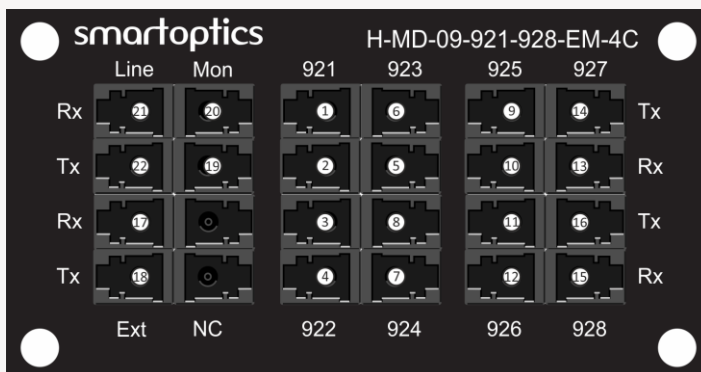 smartoptics H-MD-09-921-928-EM-4C
Line Mon 921 923 925 927
Rx 21 20 1 6 9 14 Tx
Tx 22 19 2 5 10 13 Rx
Rx 17 3 8 11 16 Tx
Tx 18 4 7 12 15 Rx
Ext NC 922 924 926 928